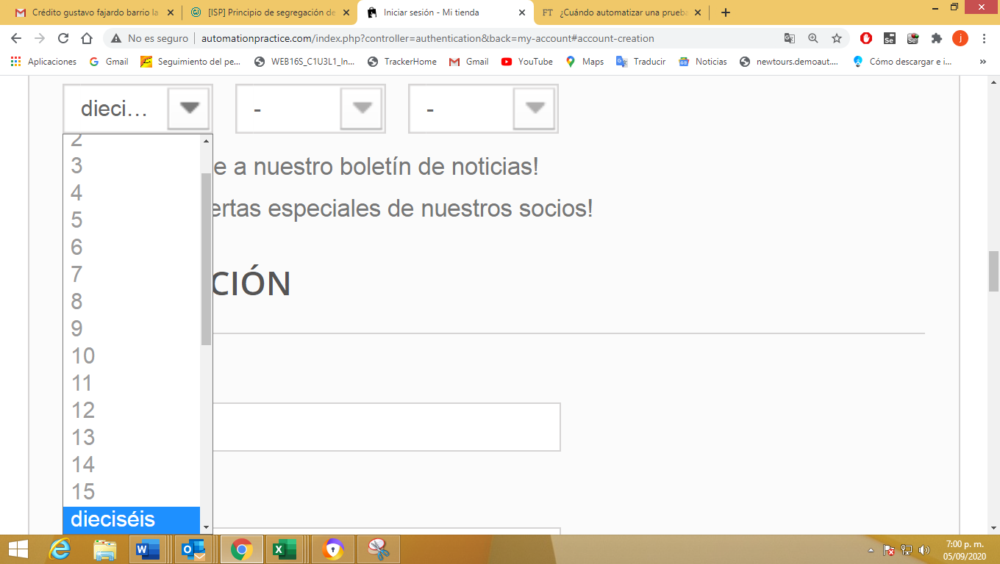 Crédito gustavo fajardo barrio la
[ISP] Principio de segregación de
Iniciar sesión - Mi tienda
FT ¿Cuándo automatizar una prueba
No es seguro automationpractice.com/index.php?controller=authentication&back=my-account#account-creation
j
Aplicaciones Gmail Seguimiento del pe... WEB16S_C1U3L1_In... TrackerHome Gmail YouTube Maps Traducir Noticias newtours.demoaut.... Cómo descargar e i... »
dieci... - -
2
3
e a nuestro boletín de noticias!
4
5
ertas especiales de nuestros socios!
6
7
CIÓN
8
9
10
11
12
13
14
15
dieciséis
7:00 p. m.
05/09/2020